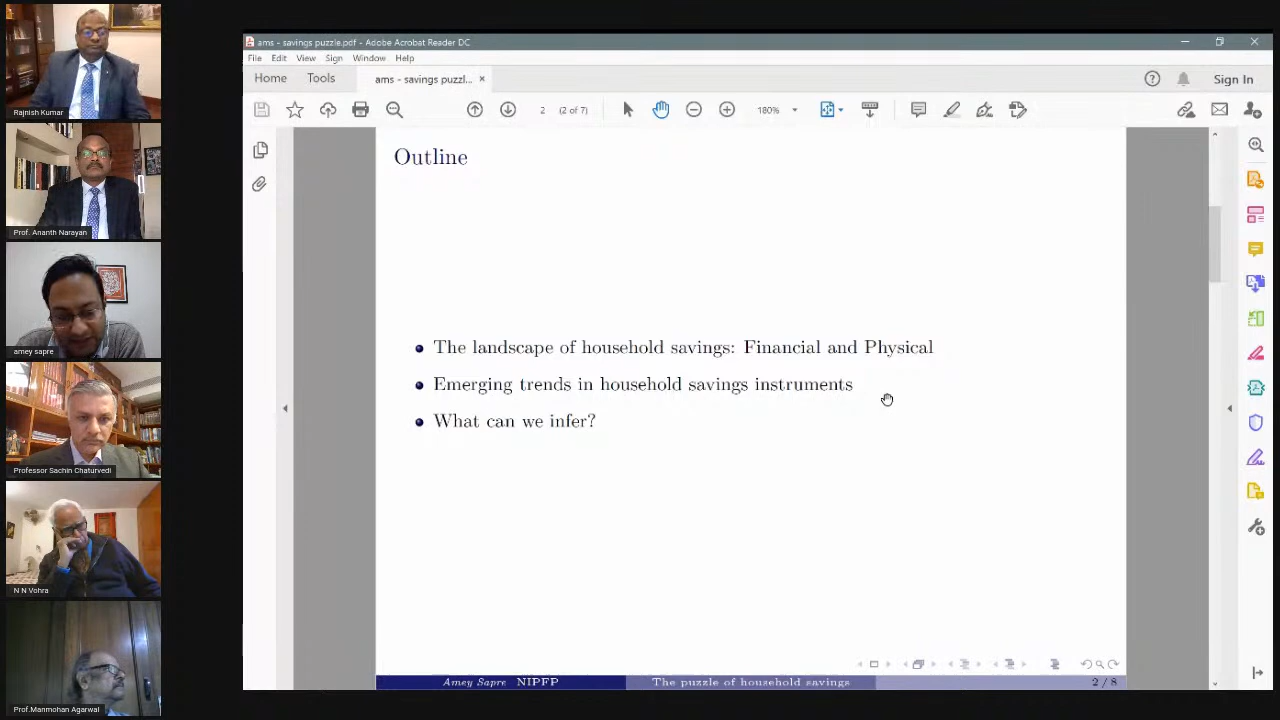 Rajnish Kumar
Prof. Ananth Narayan
amey sapre
Professor Sachin Chaturvedi
N N Vohra
Prof.Manmohan Agarwal
ams - savings puzzle.pdf - Adobe Acrobat Reader DC
File Edit View Sign Window Help
Home Tools ams - savings puzzl... × Sign In
2 (2 of 7) 180%
Outline
The landscape of household savings: Financial and Physical
Emerging trends in household savings instruments
What can we infer?
Amey Sapre NIPFP The puzzle of household savings 2 / 8